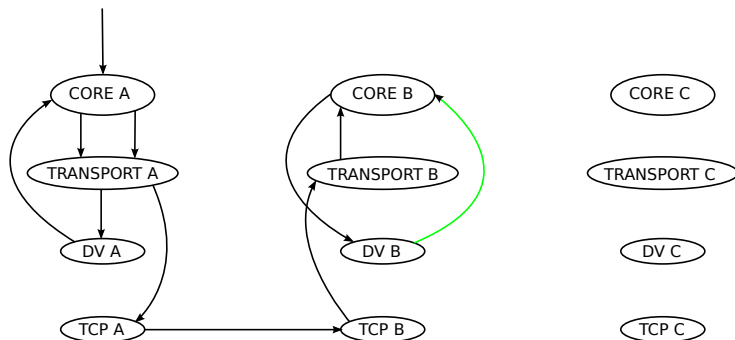 CORE A
CORE B
CORE C
TRANSPORT A
TRANSPORT B
TRANSPORT C
DV A
DV B
DV C
TCP A
TCP B
TCP C